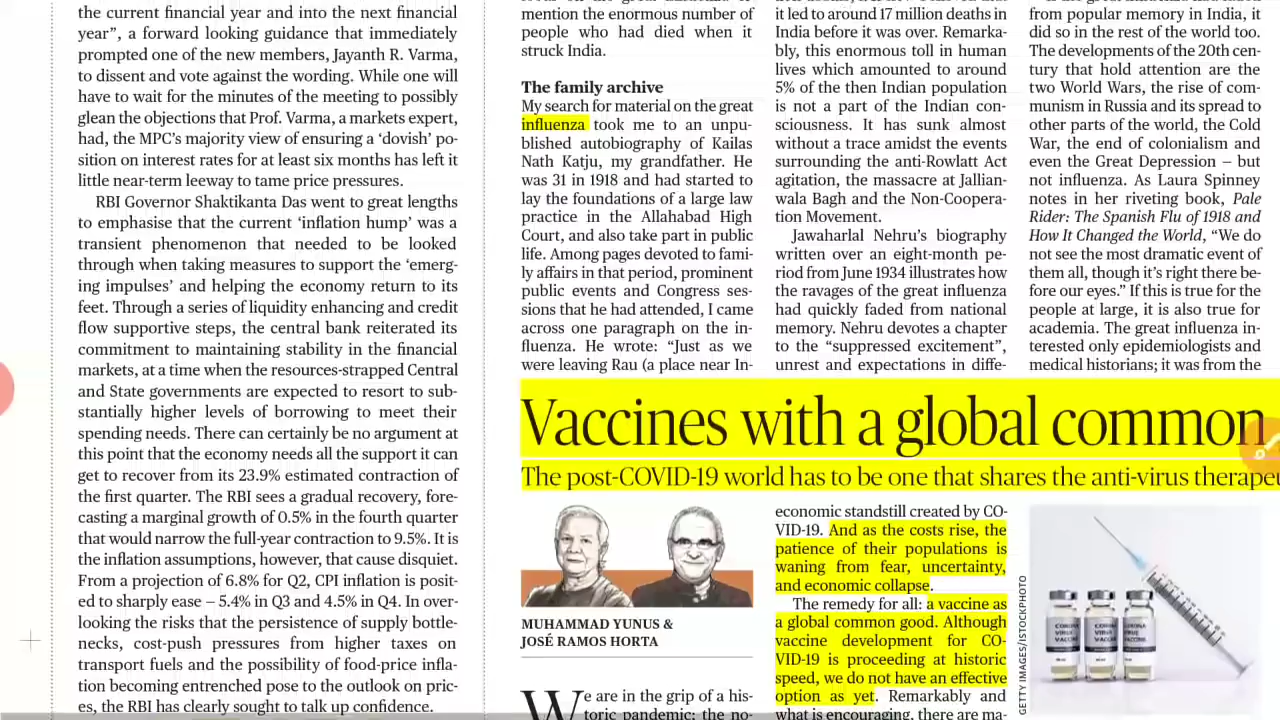 the current financial year and into the next financial
year”, a forward looking guidance that immediately
prompted one of the new members, Jayanth R. Varma,
to dissent and vote against the wording. While one will
have to wait for the minutes of the meeting to possibly
glean the objections that Prof. Varma, a markets expert,
had, the MPC’s majority view of ensuring a ‘dovish’ po-
sition on interest rates for at least six months has left it
little near-term leeway to tame price pressures.
RBI Governor Shaktikanta Das went to great lengths
to emphasise that the current ‘inflation hump’ was a
transient phenomenon that needed to be looked
through when taking measures to support the ‘emerg-
ing impulses’ and helping the economy return to its
feet. Through a series of liquidity enhancing and credit
flow supportive steps, the central bank reiterated its
commitment to maintaining stability in the financial
markets, at a time when the resources-strapped Central
and State governments are expected to resort to sub-
stantially higher levels of borrowing to meet their
spending needs. There can certainly be no argument at
this point that the economy needs all the support it can
get to recover from its 23.9% estimated contraction of
the first quarter. The RBI sees a gradual recovery, fore-
casting a marginal growth of 0.5% in the fourth quarter
that would narrow the full-year contraction to 9.5%. It is
the inflation assumptions, however, that cause disquiet.
From a projection of 6.8% for Q2, CPI inflation is posit-
ed to sharply ease – 5.4% in Q3 and 4.5% in Q4. In over-
looking the risks that the persistence of supply bottle-
necks, cost-push pressures from higher taxes on
transport fuels and the possibility of food-price infla-
tion becoming entrenched pose to the outlook on pric-
es, the RBI has clearly sought to talk up confidence.
mention the enormous number of
people who had died when it
struck India.
The family archive
My search for material on the great
influenza took me to an unpu-
blished autobiography of Kailas
Nath Katju, my grandfather. He
was 31 in 1918 and had started to
lay the foundations of a large law
practice in the Allahabad High
Court, and also take part in public
life. Among pages devoted to fami-
ly affairs in that period, prominent
public events and Congress ses-
sions that he had attended, I came
across one paragraph on the in-
fluenza. He wrote: “Just as we
were leaving Rau (a place near In-
it led to around 17 million deaths in
India before it was over. Remarka-
bly, this enormous toll in human
lives which amounted to around
5% of the then Indian population
is not a part of the Indian con-
sciousness. It has sunk almost
without a trace amidst the events
surrounding the anti-Rowlatt Act
agitation, the massacre at Jallian-
wala Bagh and the Non-Coopera-
tion Movement.
Jawaharlal Nehru’s biography
written over an eight-month pe-
riod from June 1934 illustrates how
the ravages of the great influenza
had quickly faded from national
memory. Nehru devotes a chapter
to the “suppressed excitement”,
unrest and expectations in diffe-
from popular memory in India, it
did so in the rest of the world too.
The developments of the 20th cen-
tury that hold attention are the
two World Wars, the rise of com-
munism in Russia and its spread to
other parts of the world, the Cold
War, the end of colonialism and
even the Great Depression – but
not influenza. As Laura Spinney
notes in her riveting book, Pale
Rider: The Spanish Flu of 1918 and
How It Changed the World, “We do
not see the most dramatic event of
them all, though it’s right there be-
fore our eyes.” If this is true for the
people at large, it is also true for
academia. The great influenza in-
terested only epidemiologists and
medical historians; it was from the
Vaccines with a global common
The post-COVID-19 world has to be one that shares the anti-virus
MUHAMMAD YUNUS &
JOSÉ RAMOS HORTA
We are in the grip of a his-
toric pandemic: the no-
economic standstill created by CO-
VID-19. And as the costs rise, the
patience of their populations is
waning from fear, uncertainty,
and economic collapse.
The remedy for all: a vaccine as
a global common good. Although
vaccine development for CO-
VID-19 is proceeding at historic
speed, we do not have an effective
option as yet. Remarkably and
what is encouraging, there are ma-
GETTY IMAGES/ISTOCKPHOTO
CORONA
VIRUS
VACCINE
CORONA
VIRUS
VACCINE